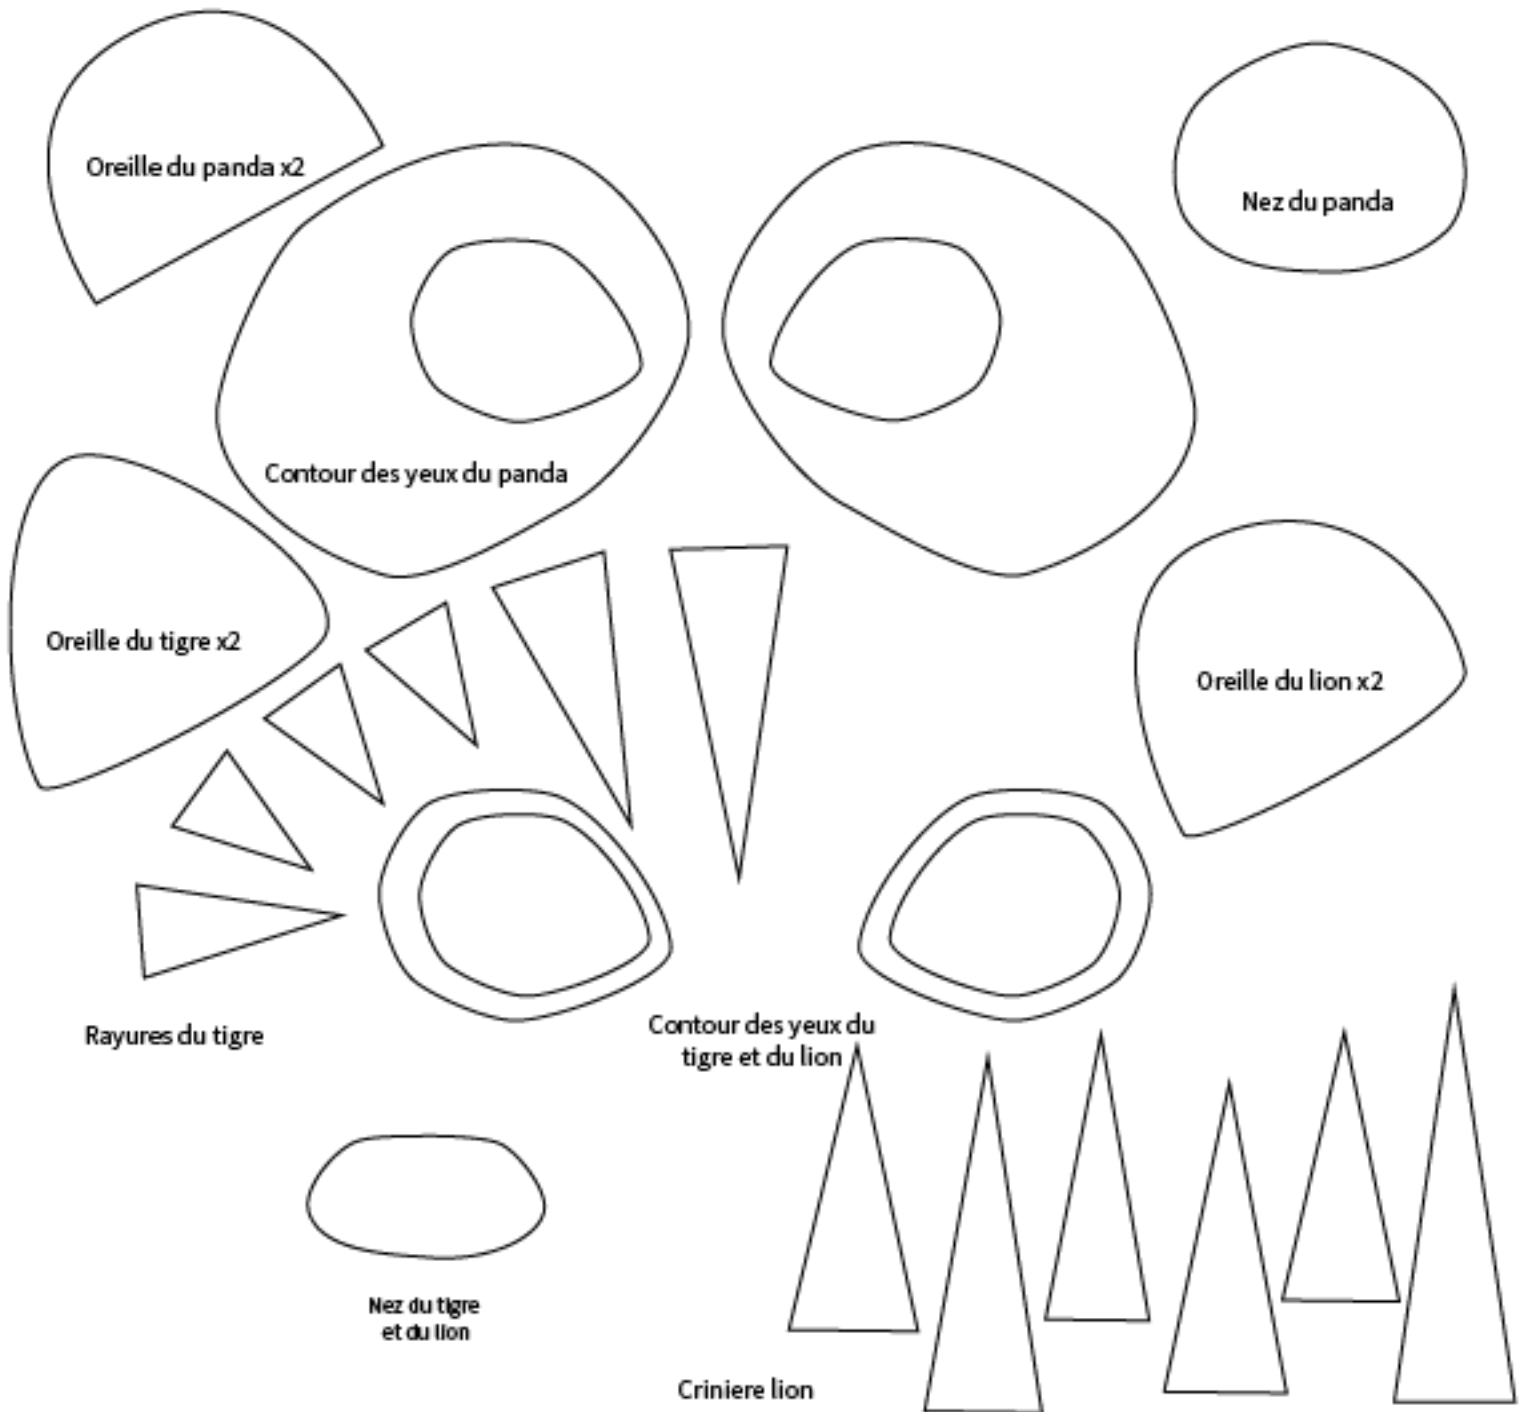 Oreille du panda x2
Nez du panda
Contour des yeux du panda
Oreille du tigre x2
Oreille du lion x2
Rayures du tigre
Contour des yeux du
tigre et du lion
Nez du tigre
et du lion
Criniere lion